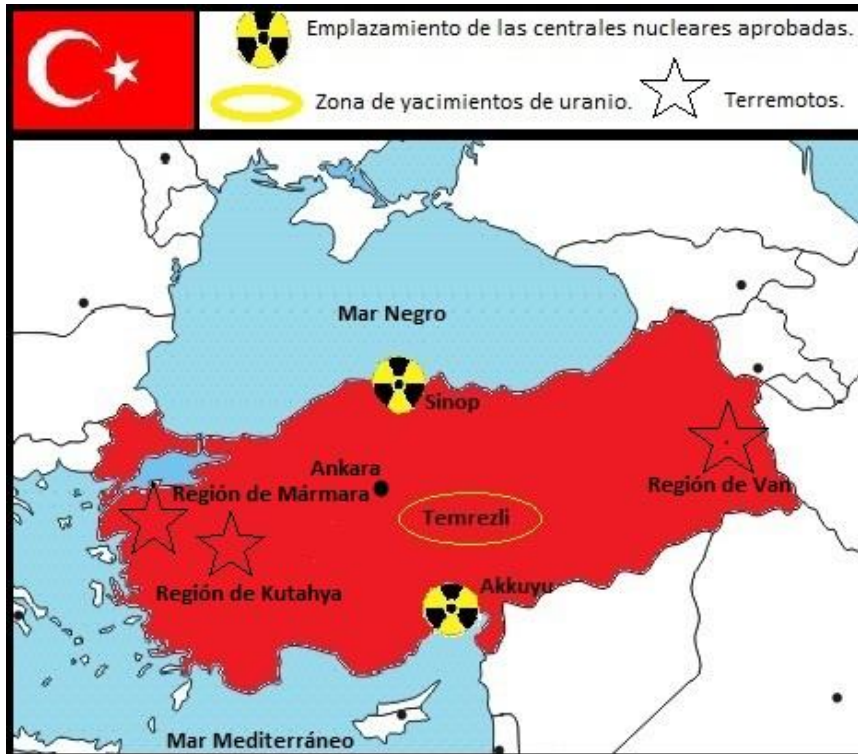 Emplazamiento de las centrales nucleares aprobadas.
Zona de yacimientos de uranio.
Terremotos.
Mar Negro
Sinop
Ankara
Región de Mármara
Región de Van
Temrezli
Región de Kutahya
Akkuyu
Mar Mediterráneo